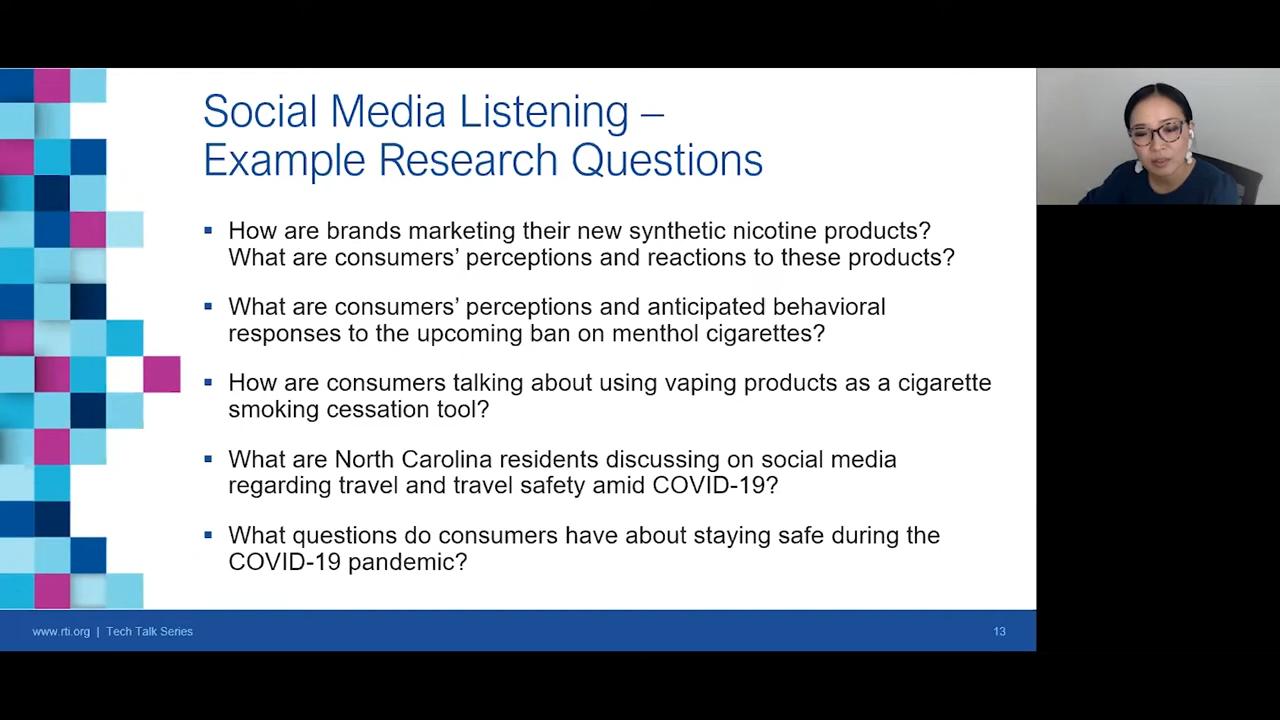 Social Media Listening –
Example Research Questions
▪ How are brands marketing their new synthetic nicotine products?
What are consumers’ perceptions and reactions to these products?
▪ What are consumers’ perceptions and anticipated behavioral
responses to the upcoming ban on menthol cigarettes?
▪ How are consumers talking about using vaping products as a cigarette
smoking cessation tool?
▪ What are North Carolina residents discussing on social media
regarding travel and travel safety amid COVID-19?
▪ What questions do consumers have about staying safe during the
COVID-19 pandemic?
www.rti.org | Tech Talk Series
13